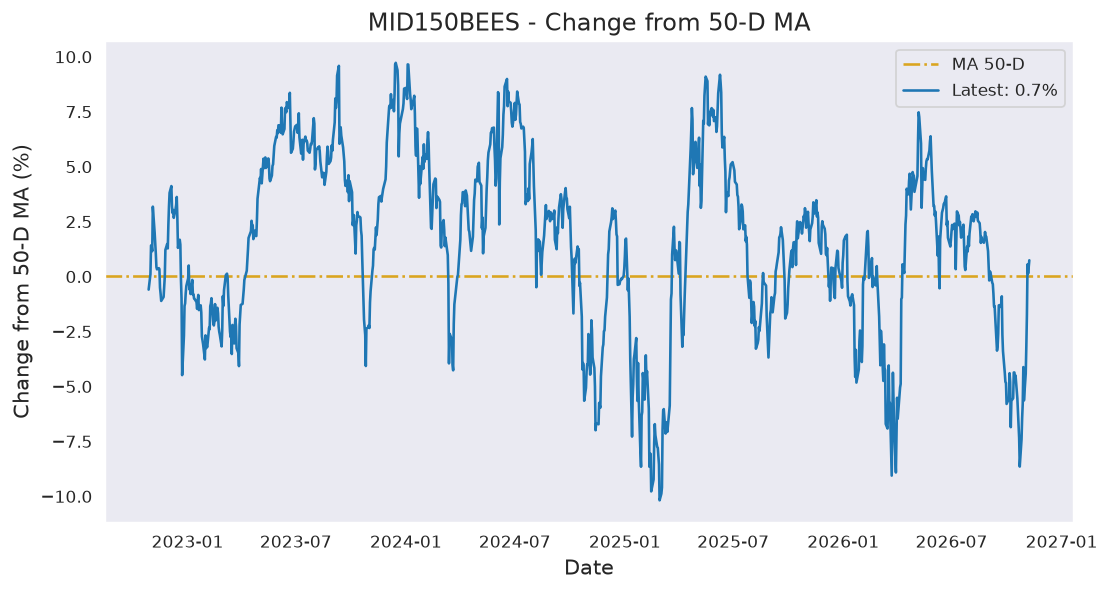 MID150BEES - Change from 50-D MA
MA 50-D
Latest: 0.7%
Change from 50-D MA (%)
10.0
7.5
5.0
2.5
0.0
−2.5
−5.0
−7.5
−10.0
2023-01 2023-07 2024-01 2024-07 2025-01 2025-07 2026-01 2026-07 2027-01
Date